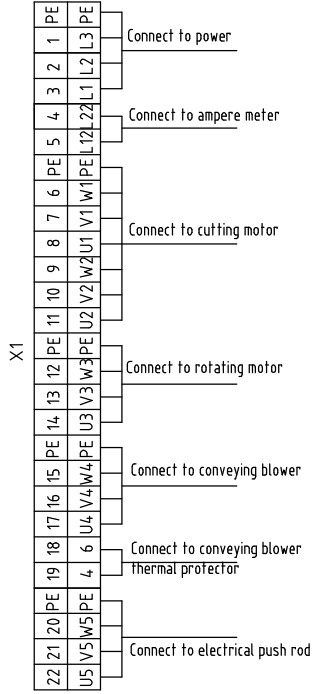 X1
PE PE
1 L3
2 L2
3 L1
Connect to power
4 L22
5 L12
Connect to ampere meter
PE PE
6 W1
7 V1
8 U1
9 W2
10 V2
11 U2
Connect to cutting motor
PE PE
12 W3
13 V3
14 U3
Connect to rotating motor
PE PE
15 W4
16 V4
17 U4
Connect to conveying blower
18 6
19 4
Connect to conveying blower
thermal protector
PE PE
20 W5
21 V5
22 U5
Connect to electrical push rod